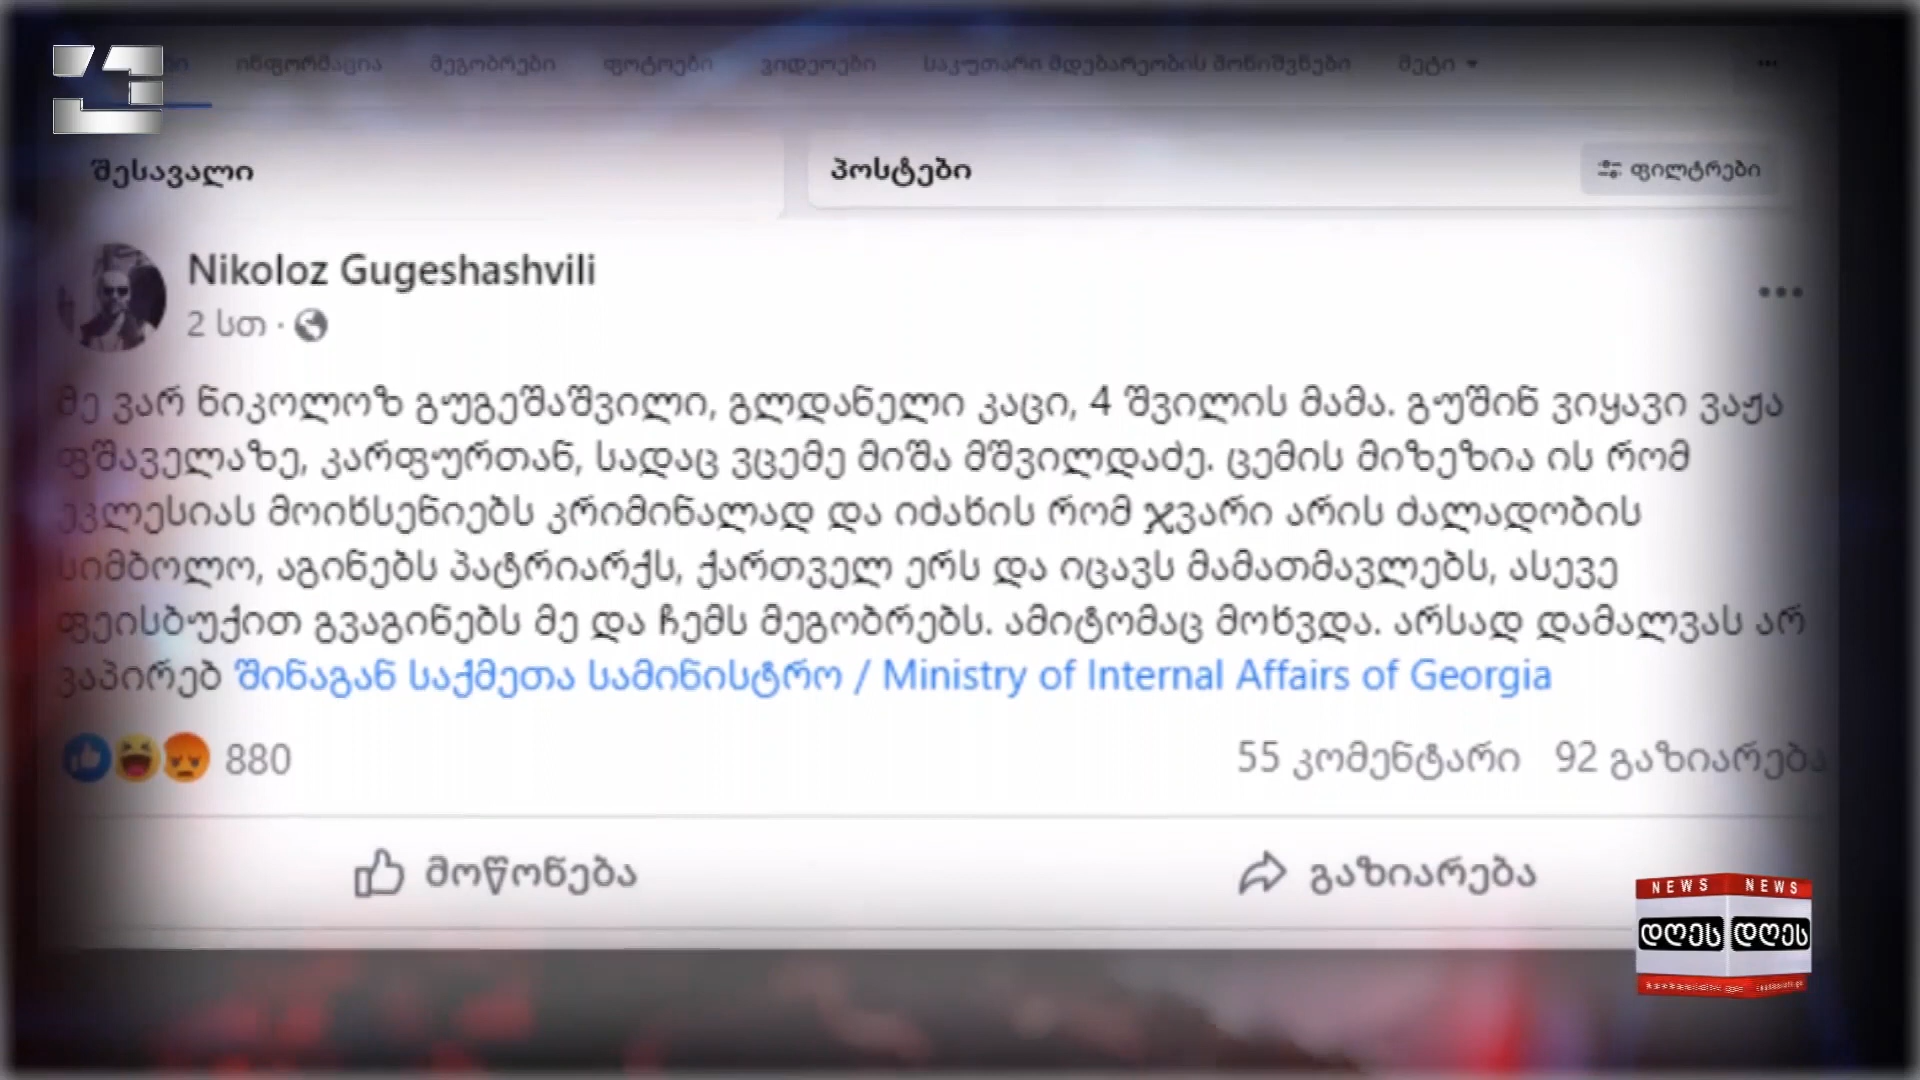 ინფორმაცია მეგობრები ფოტოები ვიდეოები საკუთარი მდებარეობის მონიშვნები მეტი
შესავალი
პოსტები
ფილტრები
Nikoloz Gugeshashvili
2 სთ ·
მე ვარ ნიკოლოზ გუგეშაშვილი, გლდანელი კაცი, 4 შვილის მამა. გუშინ ვიყავი ვაჟა
ფშაველაზე, კარფურთან, სადაც ვცემე მიშა მშვილდაძე. ცემის მიზეზია ის რომ
ეკლესიას მოიხსენიებს კრიმინალად და იძახის რომ ჯვარი არის ძალადობის
სიმბოლო, აგინებს პატრიარქს, ქართველ ერს და იცავს მამათმავლებს, ასევე
ფეისბუქით გვაგინებს მე და ჩემს მეგობრებს. ამიტომაც მოხვდა. არსად დამალვას არ
ვაპირებ შინაგან საქმეთა სამინისტრო / Ministry of Internal Affairs of Georgia
880
55 კომენტარი 92 გაზიარება
მოწონება
გაზიარება
NEWS NEWS
დღეს დღეს